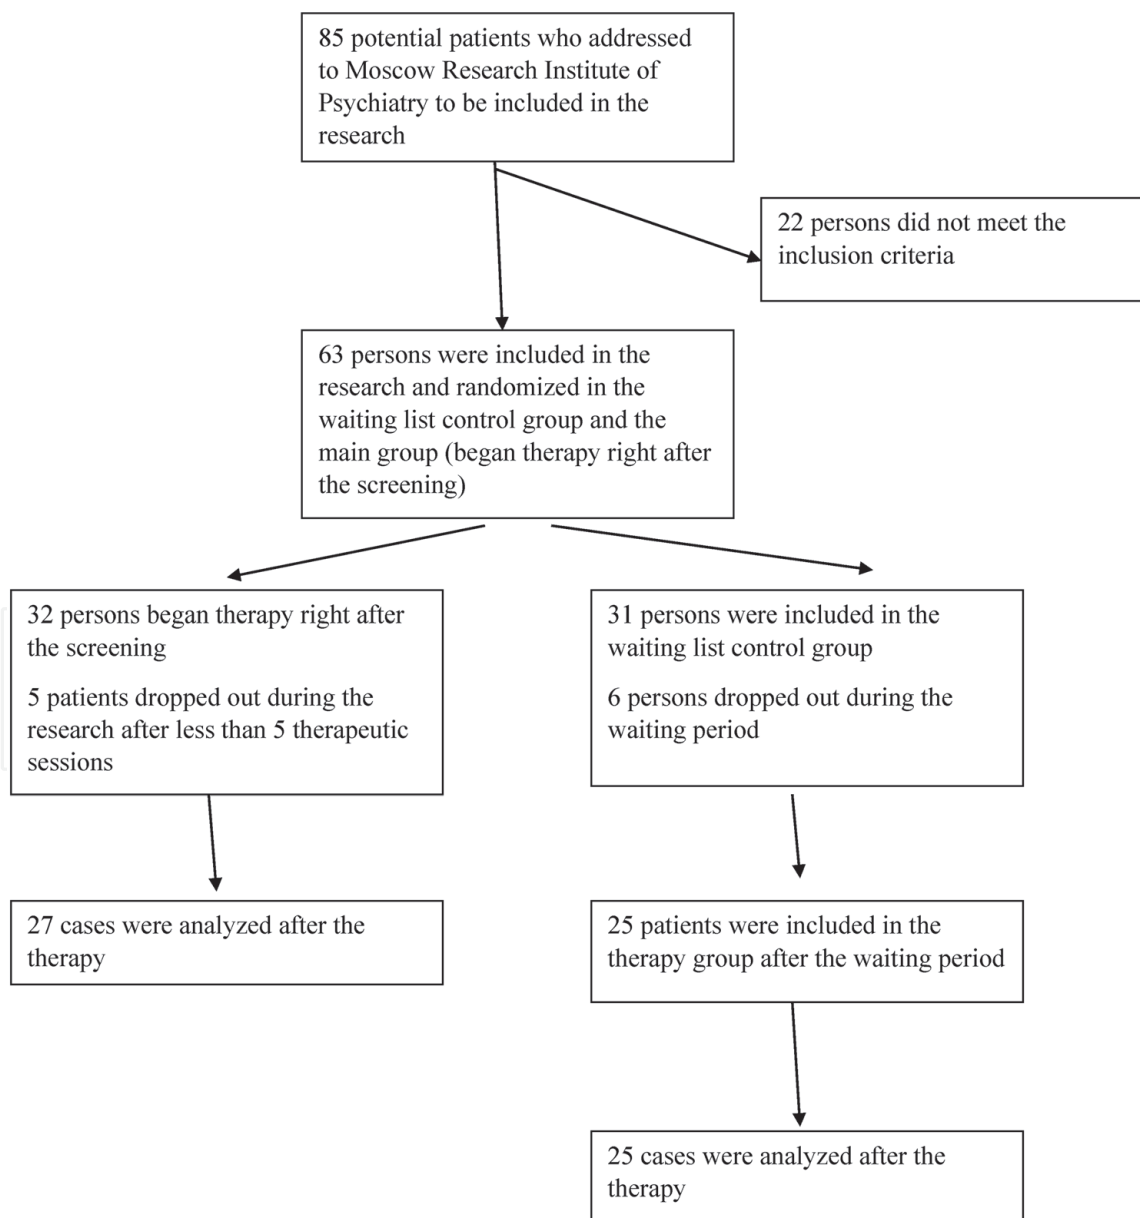 85 potential patients who addressed
to Moscow Research Institute of
Psychiatry to be included in the
research
22 persons did not meet the
inclusion criteria
63 persons were included in the
research and randomized in the
waiting list control group and the
main group (began therapy right after
the screening)
32 persons began therapy right after
the screening
5 patients dropped out during the
research after less than 5 therapeutic
sessions
31 persons were included in the
waiting list control group
6 persons dropped out during the
waiting period
27 cases were analyzed after the
therapy
25 patients were included in the
therapy group after the waiting period
25 cases were analyzed after the
therapy